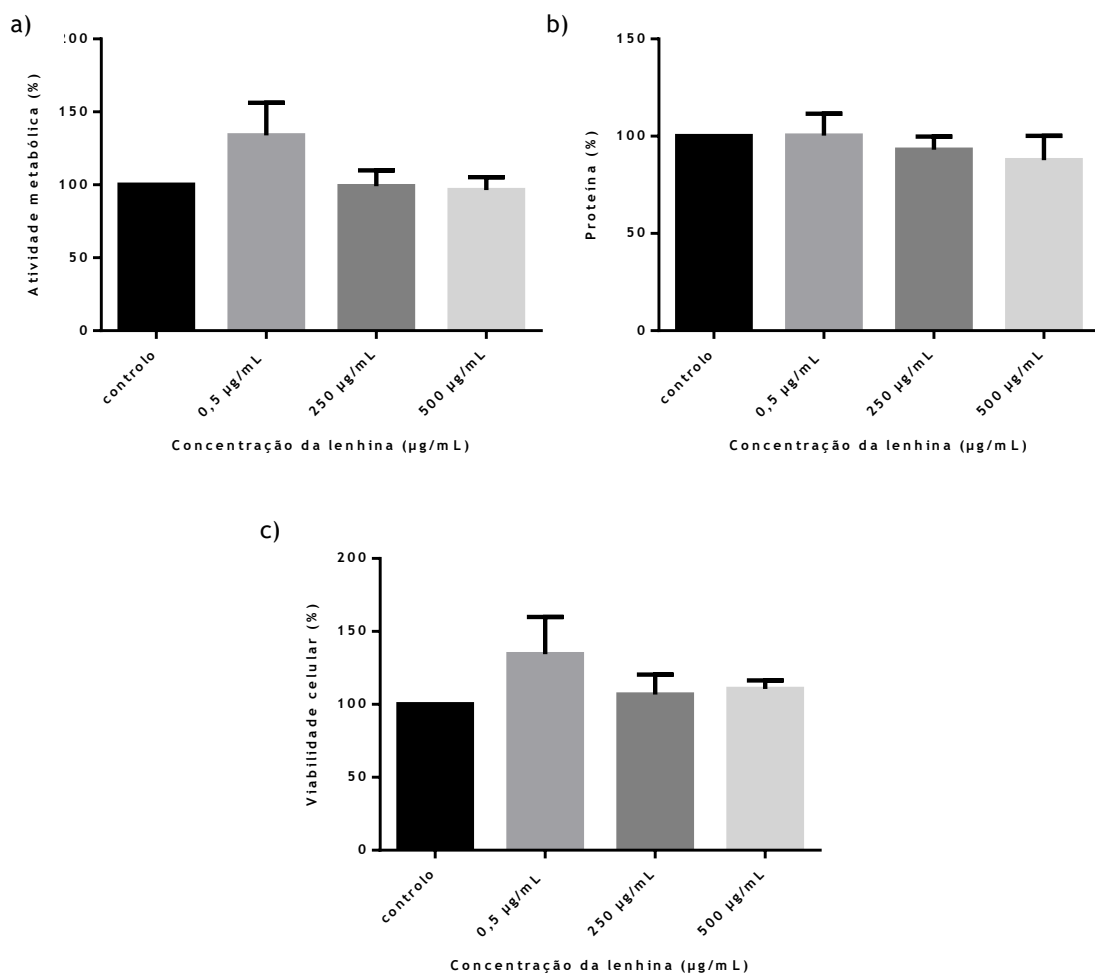 a)
200
150
100
50
0
Atividade metabólica (%)
controlo
0,5 µg/mL
250 µg/mL
500 µg/mL
Concentração da lenhina (µg/mL)
b)
150
100
50
0
Proteína (%)
controlo
0,5 µg/mL
250 µg/mL
500 µg/mL
Concentração da lenhina (µg/mL)
c)
200
150
100
50
0
Viabilidade celular (%)
controlo
0,5 µg/mL
250 µg/mL
500 µg/mL
Concentração da lenhina (µg/mL)